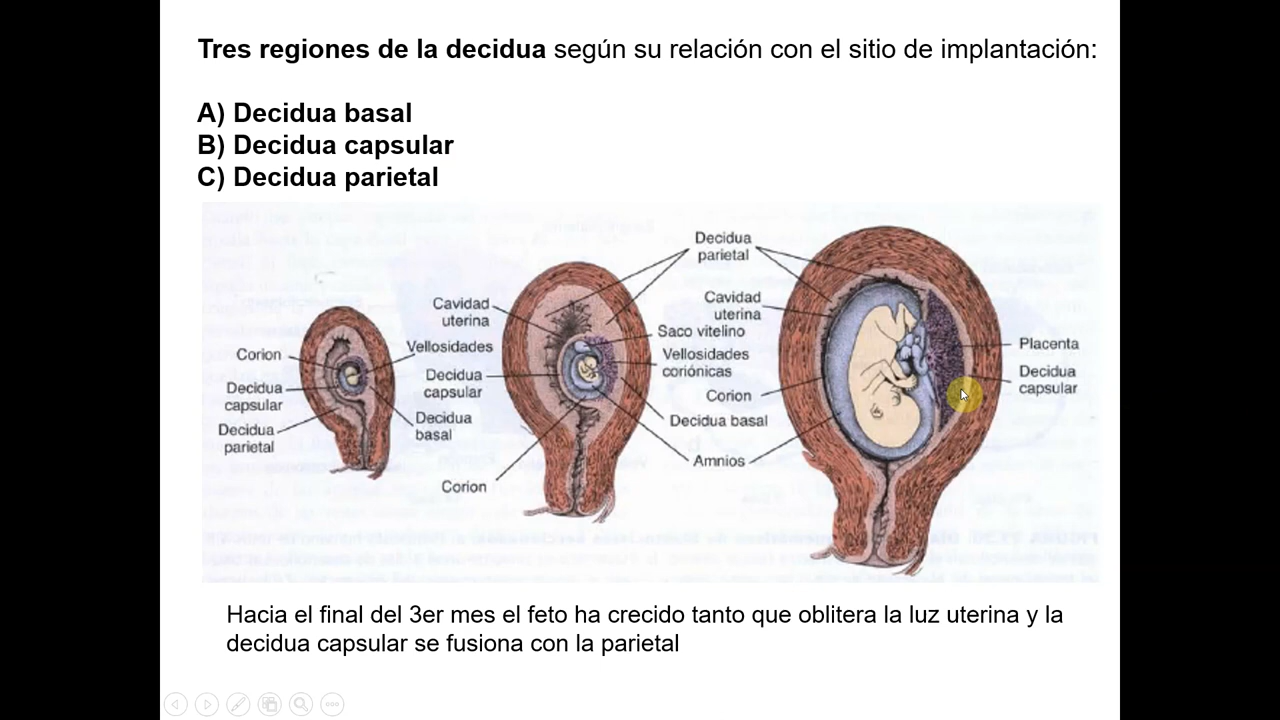 Tres regiones de la decidua según su relación con el sitio de implantación:
A) Decidua basal
B) Decidua capsular
C) Decidua parietal
Corion
Decidua
capsular
Decidua
parietal
Vellosidades
Decidua
basal
Cavidad
uterina
Decidua
capsular
Corion
Decidua
parietal
Cavidad
uterina
Saco vitelino
Vellosidades
coriónicas
Corion
Decidua basal
Amnios
Placenta
Decidua
capsular
Hacia el final del 3er mes el feto ha crecido tanto que oblitera la luz uterina y la
decidua capsular se fusiona con la parietal